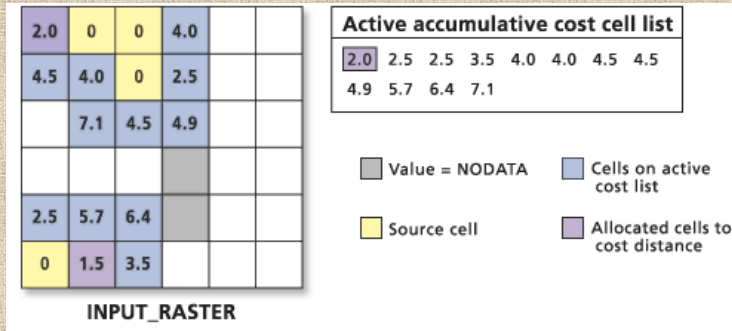 2.0 0 0 4.0
4.5 4.0 0 2.5
7.1 4.5 4.9
2.5 5.7 6.4
0 1.5 3.5
INPUT_RASTER
Active accumulative cost cell list
2.0 2.5 2.5 3.5 4.0 4.0 4.5 4.5
4.9 5.7 6.4 7.1
Value = NODATA
Cells on active
cost list
Source cell
Allocated cells to
cost distance